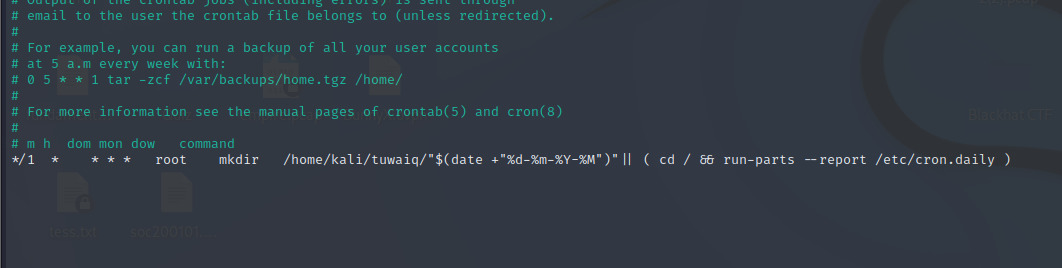 # output of the crontab jobs (including errors) is sent through
# email to the user the crontab file belongs to (unless redirected).
#
# For example, you can run a backup of all your user accounts
# at 5 a.m every week with:
# 0 5 * * 1 tar -zcf /var/backups/home.tgz /home/
#
# For more information see the manual pages of crontab(5) and cron(8)
#
# m h  dom mon dow   command
*/1  *    * * *   root    mkdir   /home/kali/tuwaiq/"$(date +"%d-%m-%Y-%M")"|| ( cd / && run-parts --report /etc/cron.daily )
Blackhat CTF
tess.txt